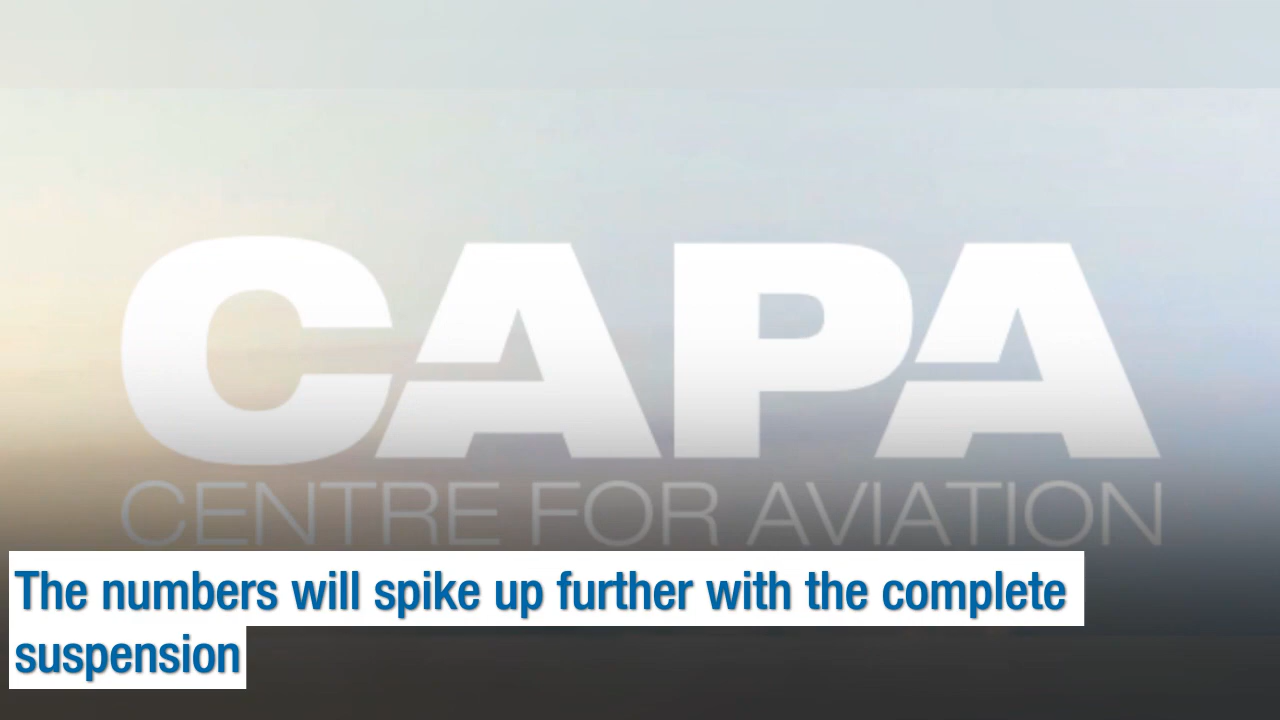 CAPA
CENTRE FOR AVIATION
The numbers will spike up further with the complete
suspension